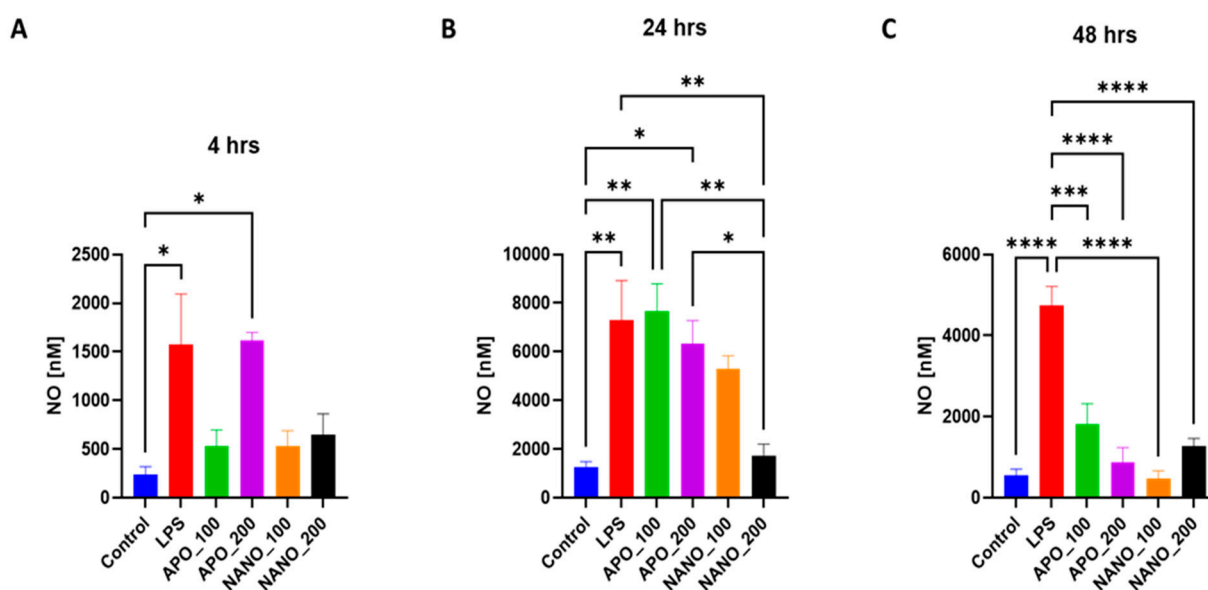 A
4 hrs
*
*
2500
2000
1500
1000
500
0
NO [nM]
Control
LPS
APO_100
APO_200
NANO_100
NANO_200
B
24 hrs
**
*
**
**
**
*
10000
8000
6000
4000
2000
0
NO [nM]
Control
LPS
APO_100
APO_200
NANO_100
NANO_200
C
48 hrs
****
****
***
****
****
6000
4000
2000
0
NO [nM]
Control
LPS
APO_100
APO_200
NANO_100
NANO_200